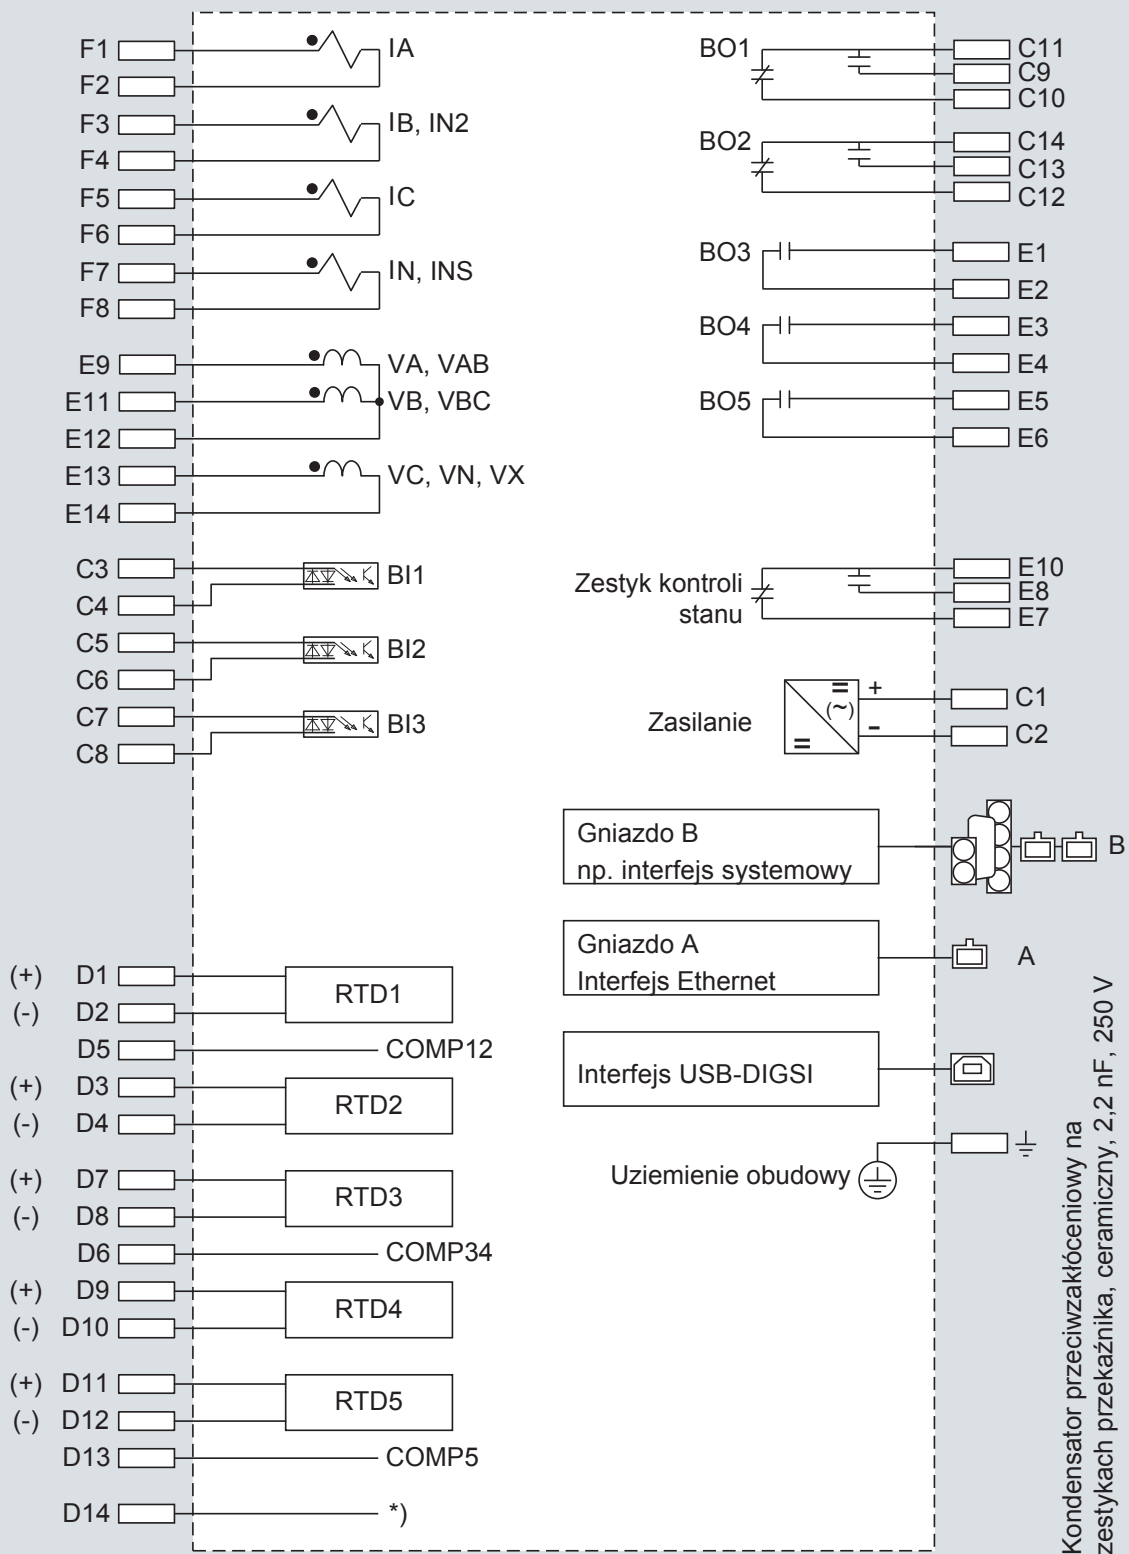 F1
F2
IA
F3
F4
IB, IN2
F5
F6
IC
F7
F8
IN, INS
E9
VA, VAB
E11
VB, VBC
E12
E13
VC, VN, VX
E14
C3
C4
BI1
C5
C6
BI2
C7
C8
BI3
(+) D1
(-) D2
RTD1
D5
COMP12
(+) D3
(-) D4
RTD2
(+) D7
(-) D8
RTD3
D6
COMP34
(+) D9
(-) D10
RTD4
(+) D11
(-) D12
RTD5
D13
COMP5
D14
*)
BO1
C11
C9
C10
BO2
C14
C13
C12
BO3
E1
E2
BO4
E3
E4
BO5
E5
E6
Zestyk kontroli
stanu
E10
E8
E7
Zasilanie
=
(~)
=
+
-
C1
C2
Gniazdo B
np. interfejs systemowy
B
Gniazdo A
Interfejs Ethernet
A
Interfejs USB-DIGSI
Uziemienie obudowy
Kondensator przeciwzakłóceniowy na
zestykach przekaźnika, ceramiczny, 2,2 nF, 250 V